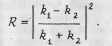 R = | (k₁ - k₂) / (k₁ + k₂) |².